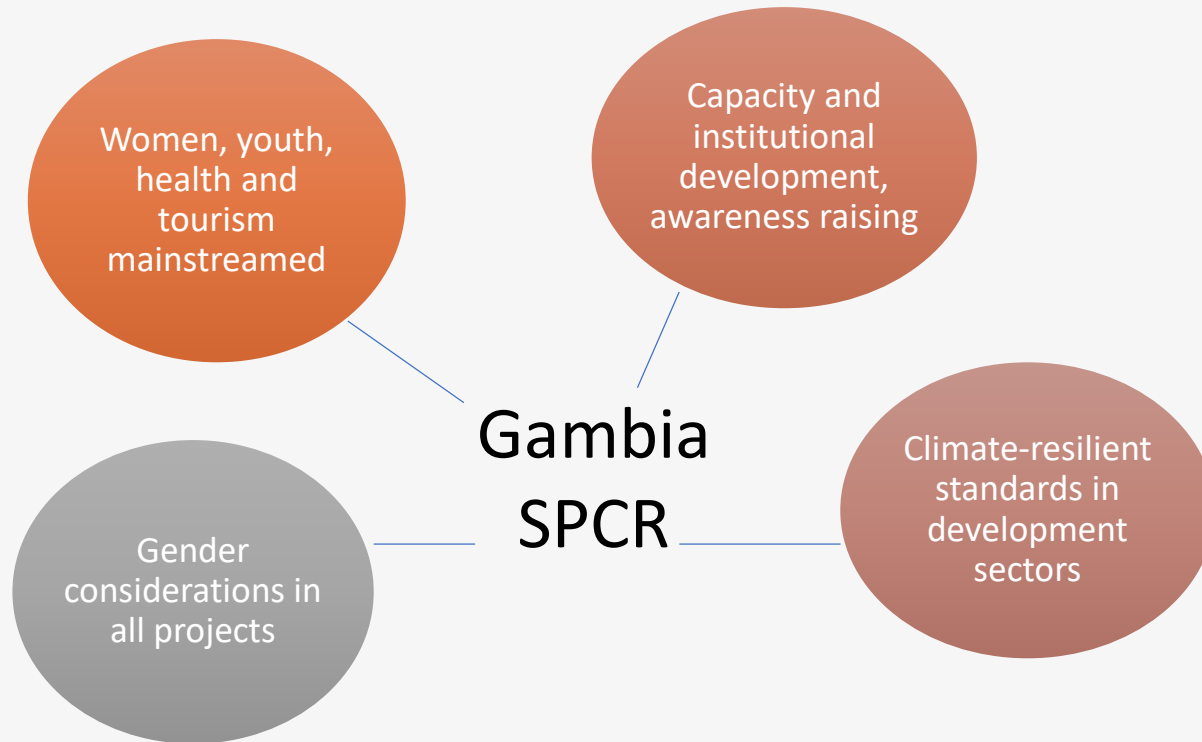 Women, youth,
health and
tourism
mainstreamed
Capacity and
institutional
development,
awareness raising
Gambia
SPCR
Climate-resilient
standards in
development
sectors
Gender
considerations in
all projects